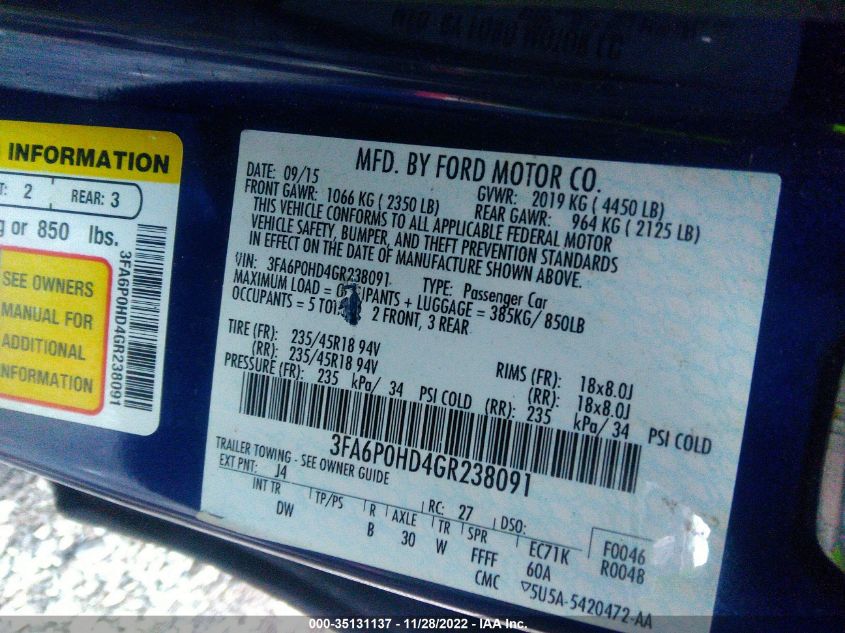 INFORMATION
2 REAR: 3
or 850 lbs.
SEE OWNERS
MANUAL FOR
ADDITIONAL
INFORMATION
3FA6P0HD4GR238091
MFD. BY FORD MOTOR CO.
DATE: 09/15 GVWR: 2019 KG ( 4450 LB)
FRONT GAWR: 1066 KG ( 2350 LB) REAR GAWR: 964 KG ( 2125 LB)
THIS VEHICLE CONFORMS TO ALL APPLICABLE FEDERAL MOTOR
VEHICLE SAFETY, BUMPER, AND THEFT PREVENTION STANDARDS
IN EFFECT ON THE DATE OF MANUFACTURE SHOWN ABOVE.
VIN: 3FA6P0HD4GR238091 TYPE: Passenger Car
MAXIMUM LOAD = + LUGGAGE = 385KG/ 850LB
OCCUPANTS = 5 2 FRONT, 3 REAR
TIRE (FR): 235/45R18 94V RIMS (FR): 18x8.0J
(RR): 235/45R18 94V (RR): 18x8.0J
PRESSURE (FR): 235 kPa/ 34 PSI COLD (RR): 235 kPa/ 34 PSI COLD
3FA6P0HD4GR238091
TRAILER TOWING - SEE OWNER GUIDE
EXT PNT: J4 RC: 27 DSO:
INT TR TP/PS R AXLE TR SPR EC71K F0046
DW B 30 W FFFF 60A R0048
CMC 5U5A-5420472-AA
000-35131137 - 11/28/2022 - IAA Inc.